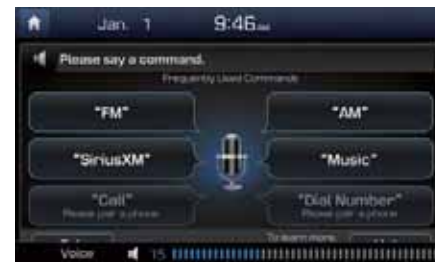 Jan. 1 9:46 am
Please say a command.
Frequently Used Commands
"FM" "AM"
"SiriusXM" "Music"
"Call" "Dial Number"
Please pair a phone Please pair a phone
To learn more
Voice 15